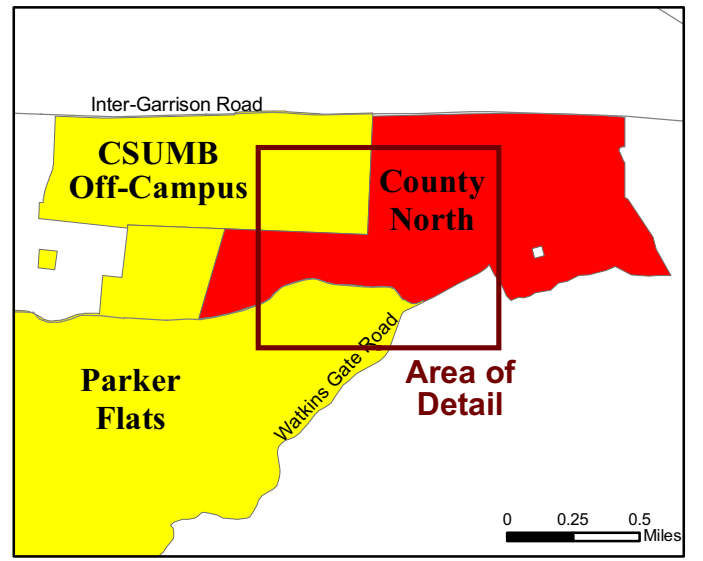 Inter-Garrison Road
CSUMB
Off-Campus
County
North
Parker
Flats
Watkins Gate Road
Area of
Detail
0 0.25 0.5
Miles